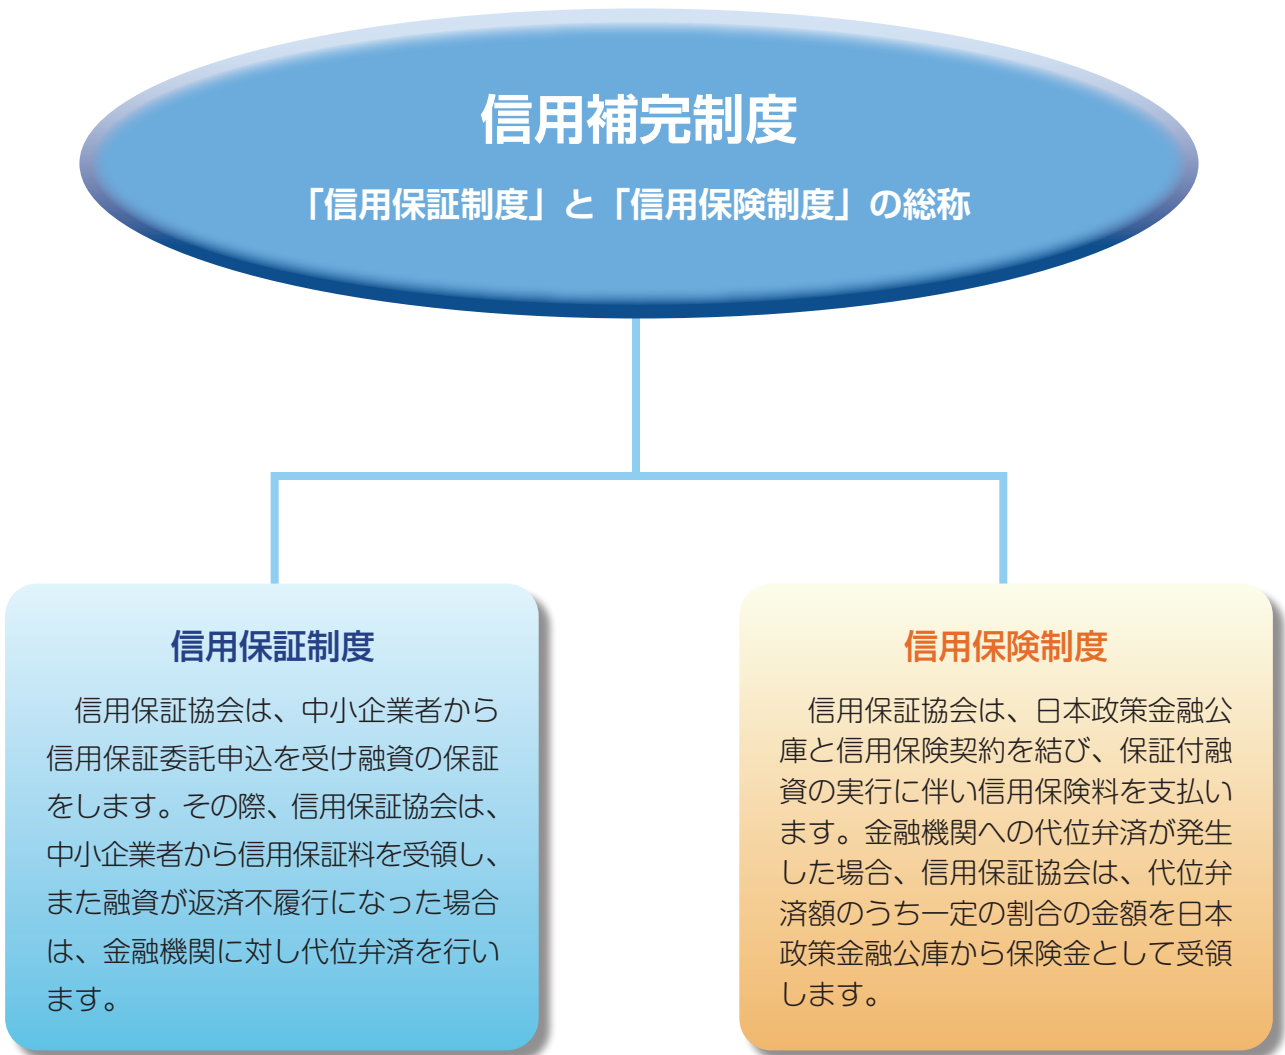 信用補完制度
「信用保証制度」と「信用保険制度」の総称
信用保証制度
信用保証協会は、中小企業者から
信用保証委託申込を受け融資の保証
をします。その際、信用保証協会は、
中小企業者から信用保証料を受領し、
また融資が返済不履行になった場合
は、金融機関に対し代位弁済を行い
ます。
信用保険制度
信用保証協会は、日本政策金融公
庫と信用保険契約を結び、保証付融
資の実行に伴い信用保険料を支払い
ます。金融機関への代位弁済が発生
した場合、信用保証協会は、代位弁
済額のうち一定の割合の金額を日本
政策金融公庫から保険金として受領
します。